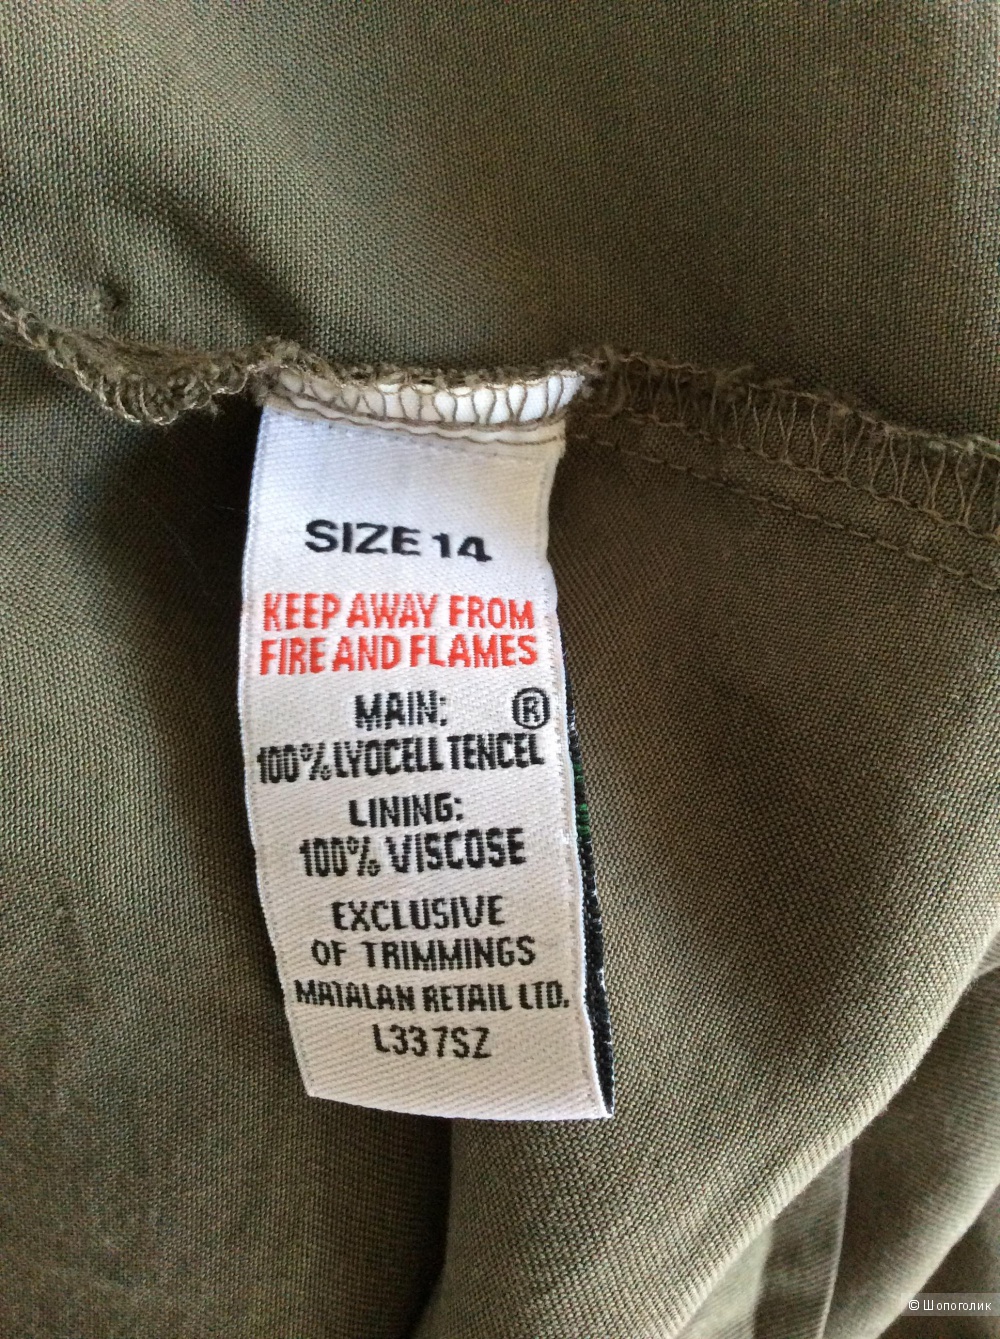 SIZE 14
KEEP AWAY FROM
FIRE AND FLAMES
MAIN: ®
100% LYOCELL TENCEL
LINING:
100% VISCOSE
EXCLUSIVE
OF TRIMMINGS
MATALAN RETAIL LTD.
L337SZ
© Шопоголик